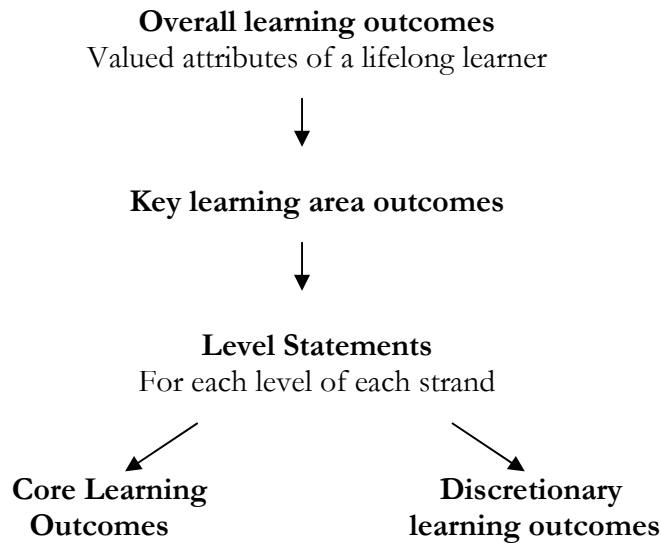 Overall learning outcomes
Valued attributes of a lifelong learner
Key learning area outcomes
Level Statements
For each level of each strand
Core Learning
Outcomes
Discretionary
learning outcomes